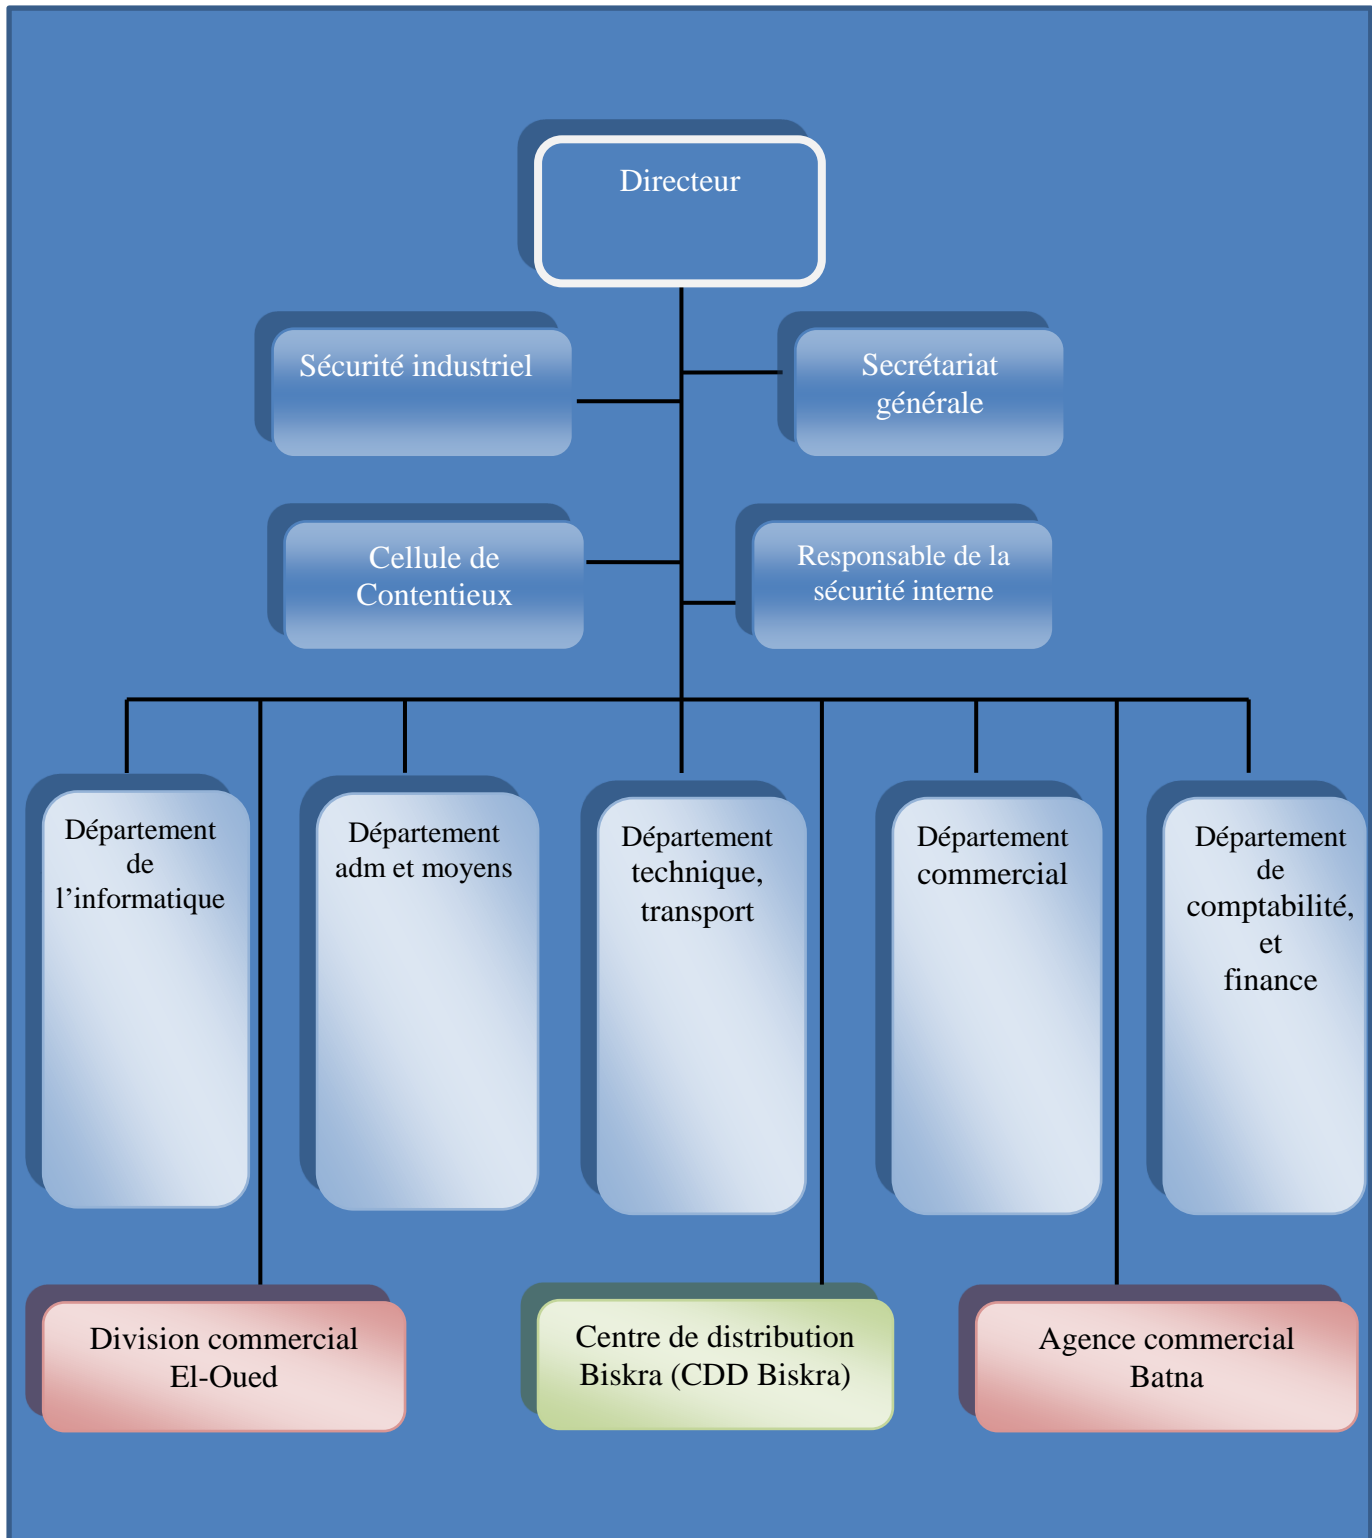 Directeur
Sécurité industriel
Secrétariat
générale
Cellule de
Contentieux
Responsable de la
sécurité interne
Département
de
l’informatique
Département
adm et moyens
Département
technique,
transport
Département
commercial
Département
de
comptabilité,
et
finance
Division commercial
El-Oued
Centre de distribution
Biskra (CDD Biskra)
Agence commercial
Batna